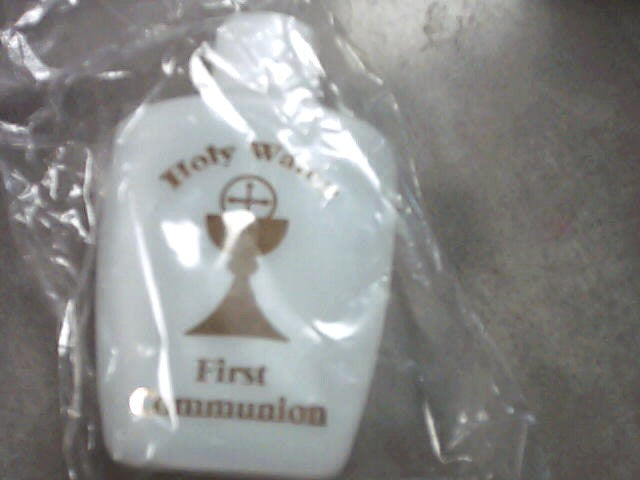 Holy Water
First
Communion